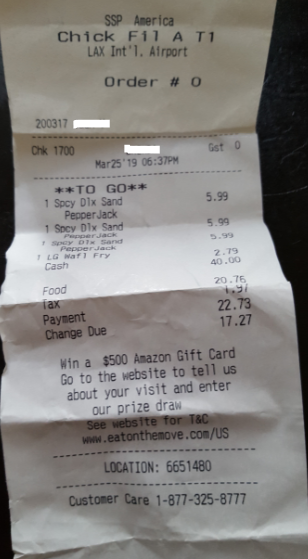 SSP America
Chick Fil A T1
LAX Int'l. Airport
Order # 0
200317
Chk 1700 Gst 0
Mar25'19 06:37PM
**TO GO**
1 Spcy Dlx Sand 5.99
PepperJack
1 Spcy Dlx Sand 5.99
PepperJack
1 Spcy Dlx Sand 5.99
PepperJack
1 LG Wafl Fry 2.79
Cash 40.00
Food 20.76
Tax 1.97
Payment 22.73
Change Due 17.27
Win a $500 Amazon Gift Card
Go to the website to tell us
about your visit and enter
our prize draw
See website for T&C
www.eatonthemove.com/US
LOCATION: 6651480
Customer Care 1-877-325-8777